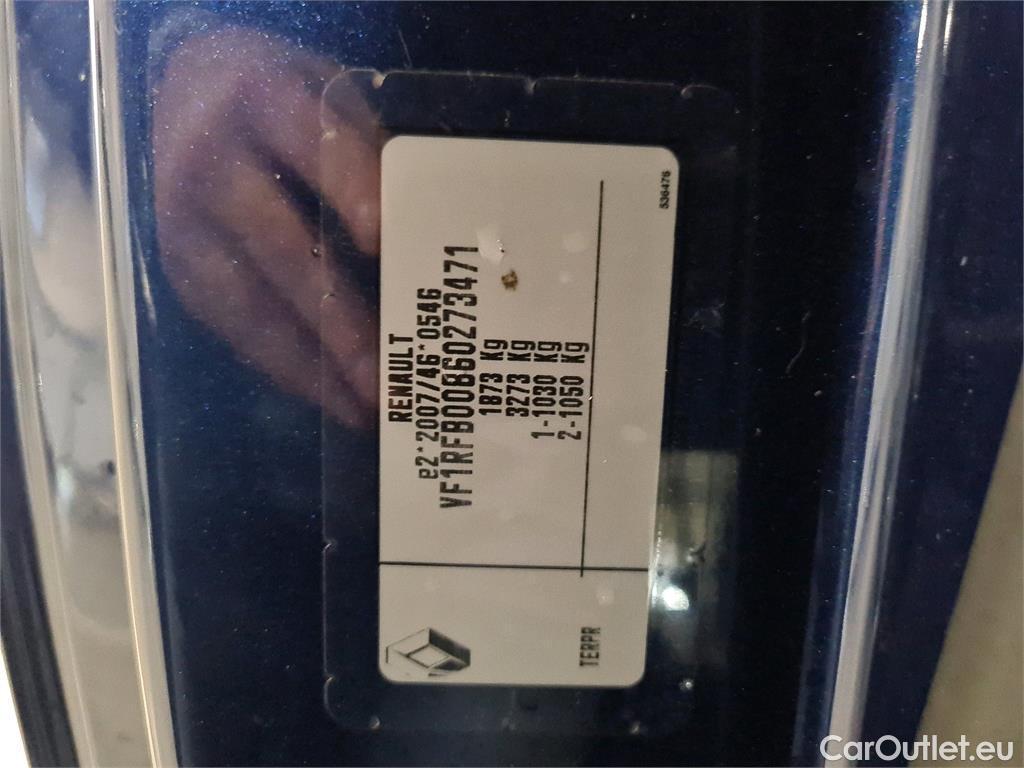 RENAULT
e2*2007/46*0546
VF1RFB00860273471
1873 Kg
3273 Kg
1-1030 Kg
2-1050 Kg
TERPR
536476
CarOutlet.eu